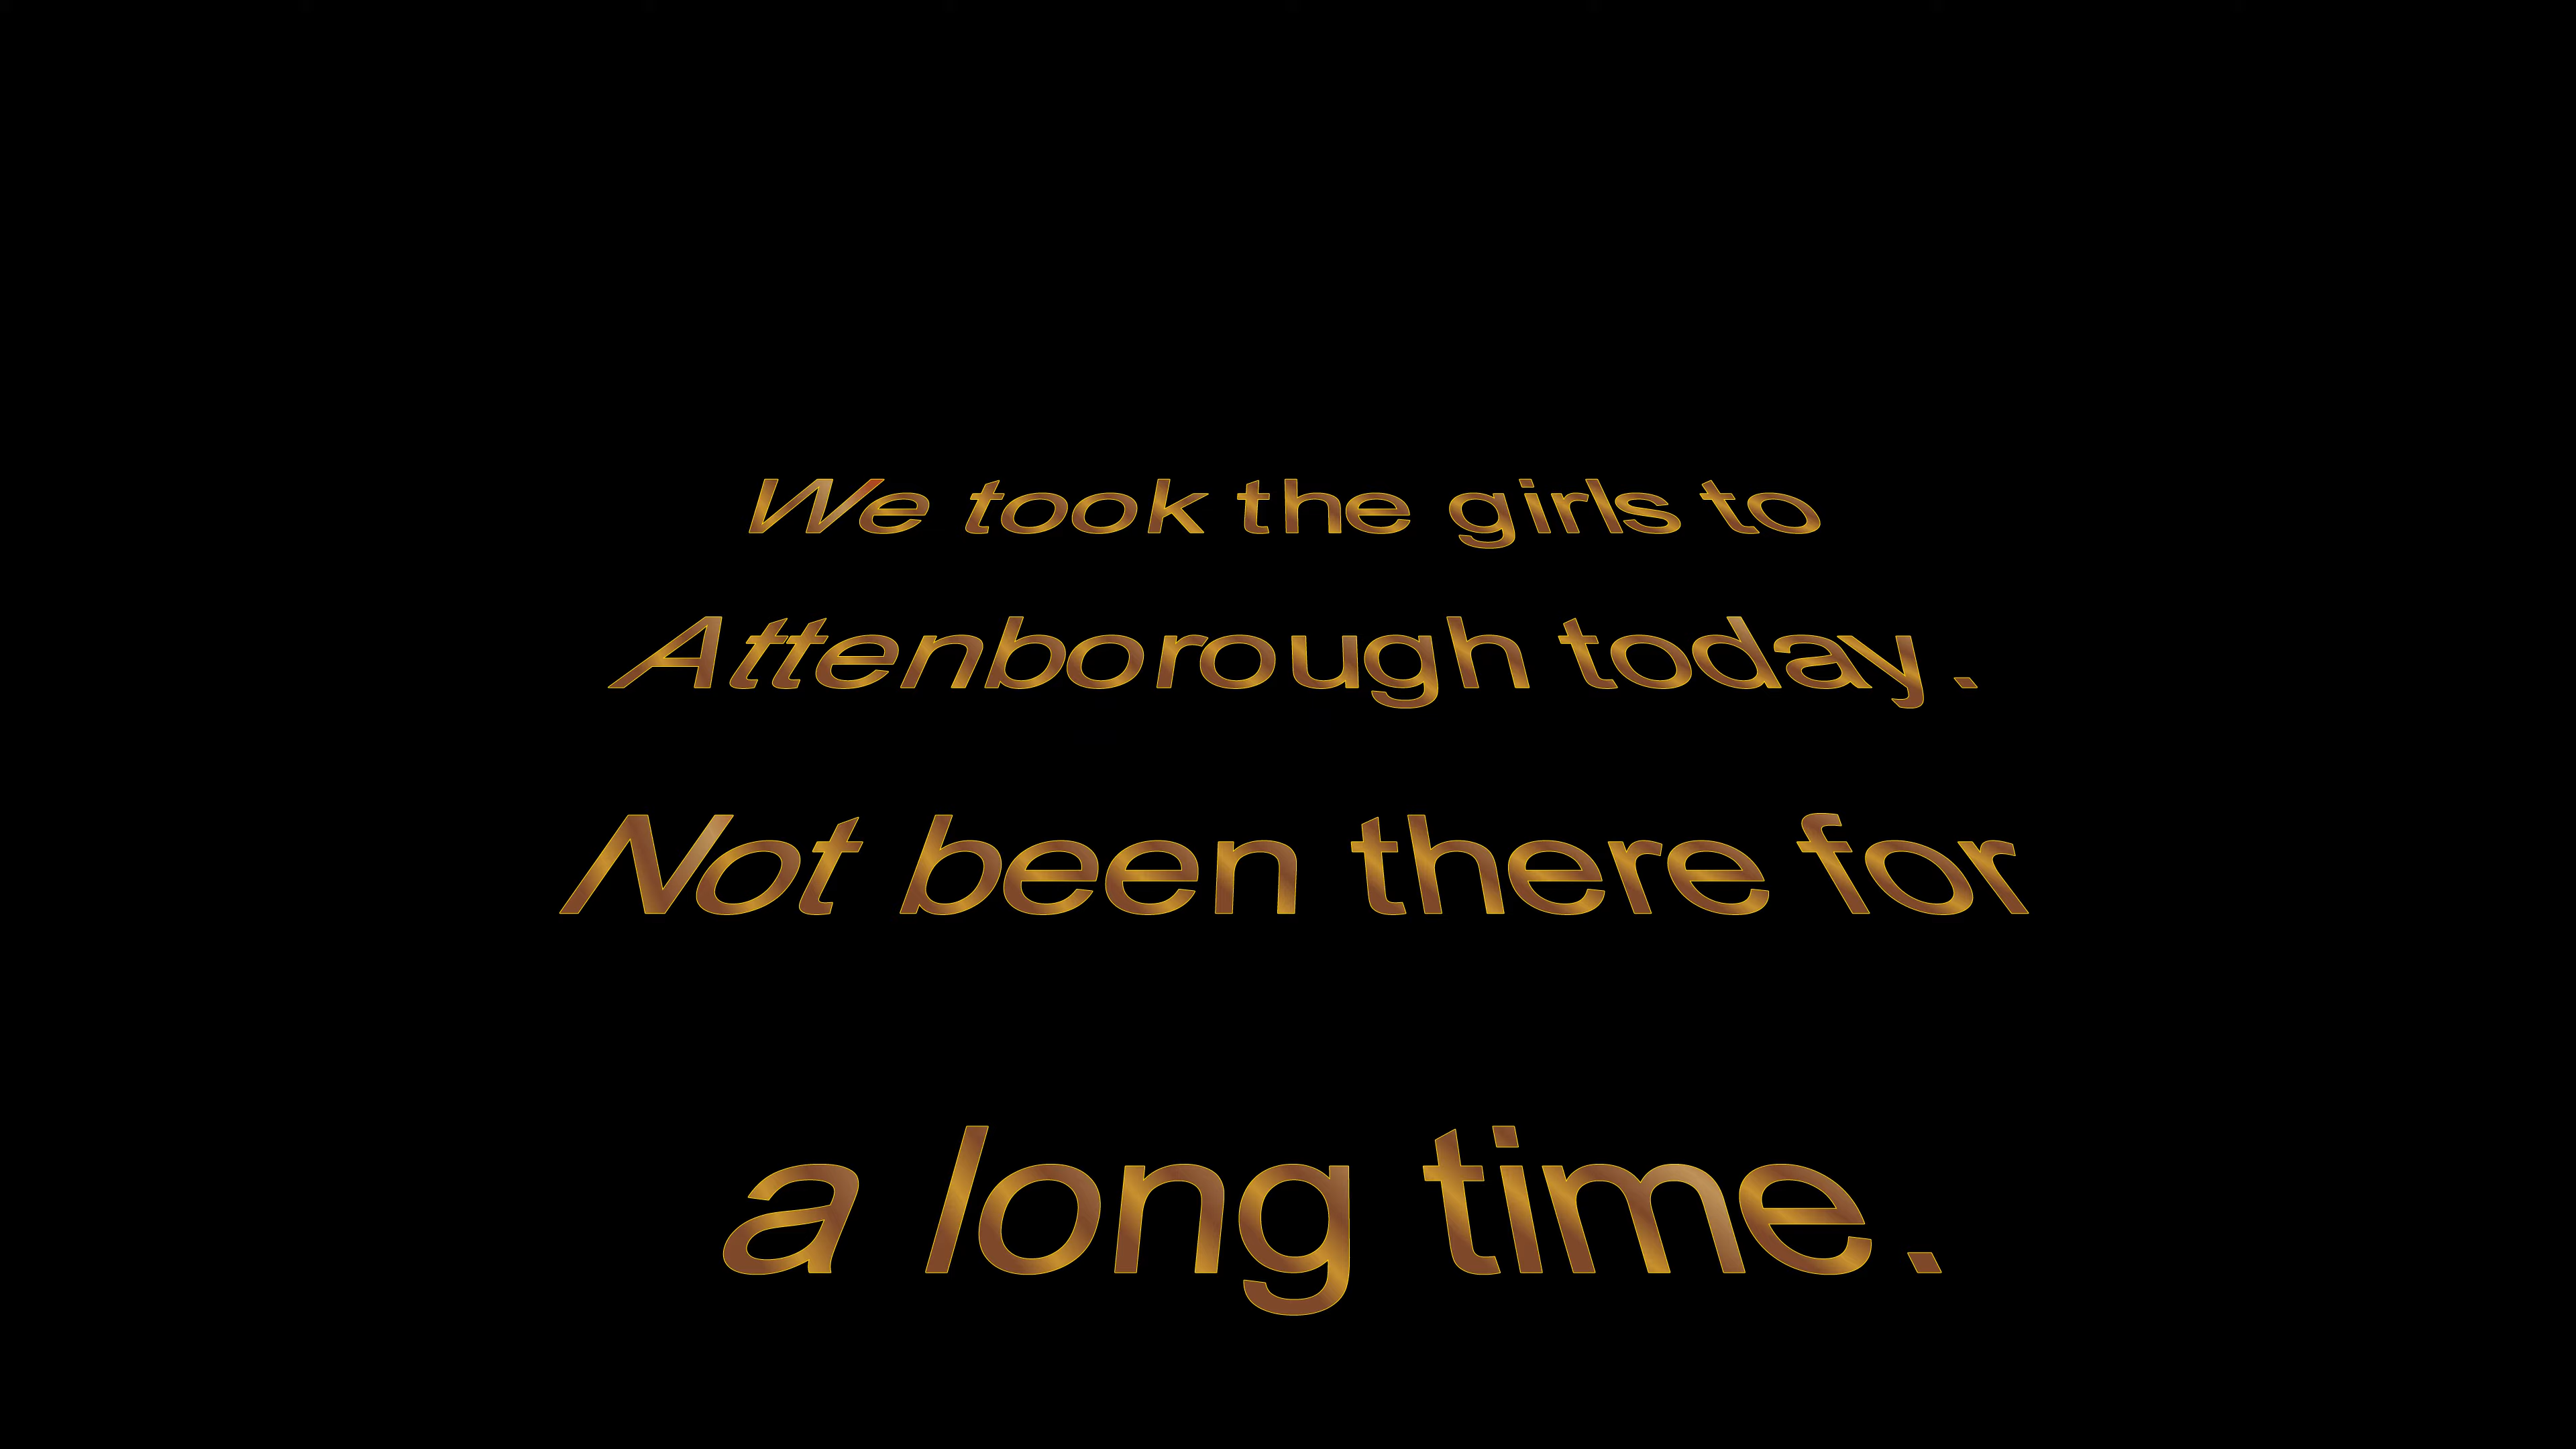 We took the girls to
Attenborough today.
Not been there for
a long time.